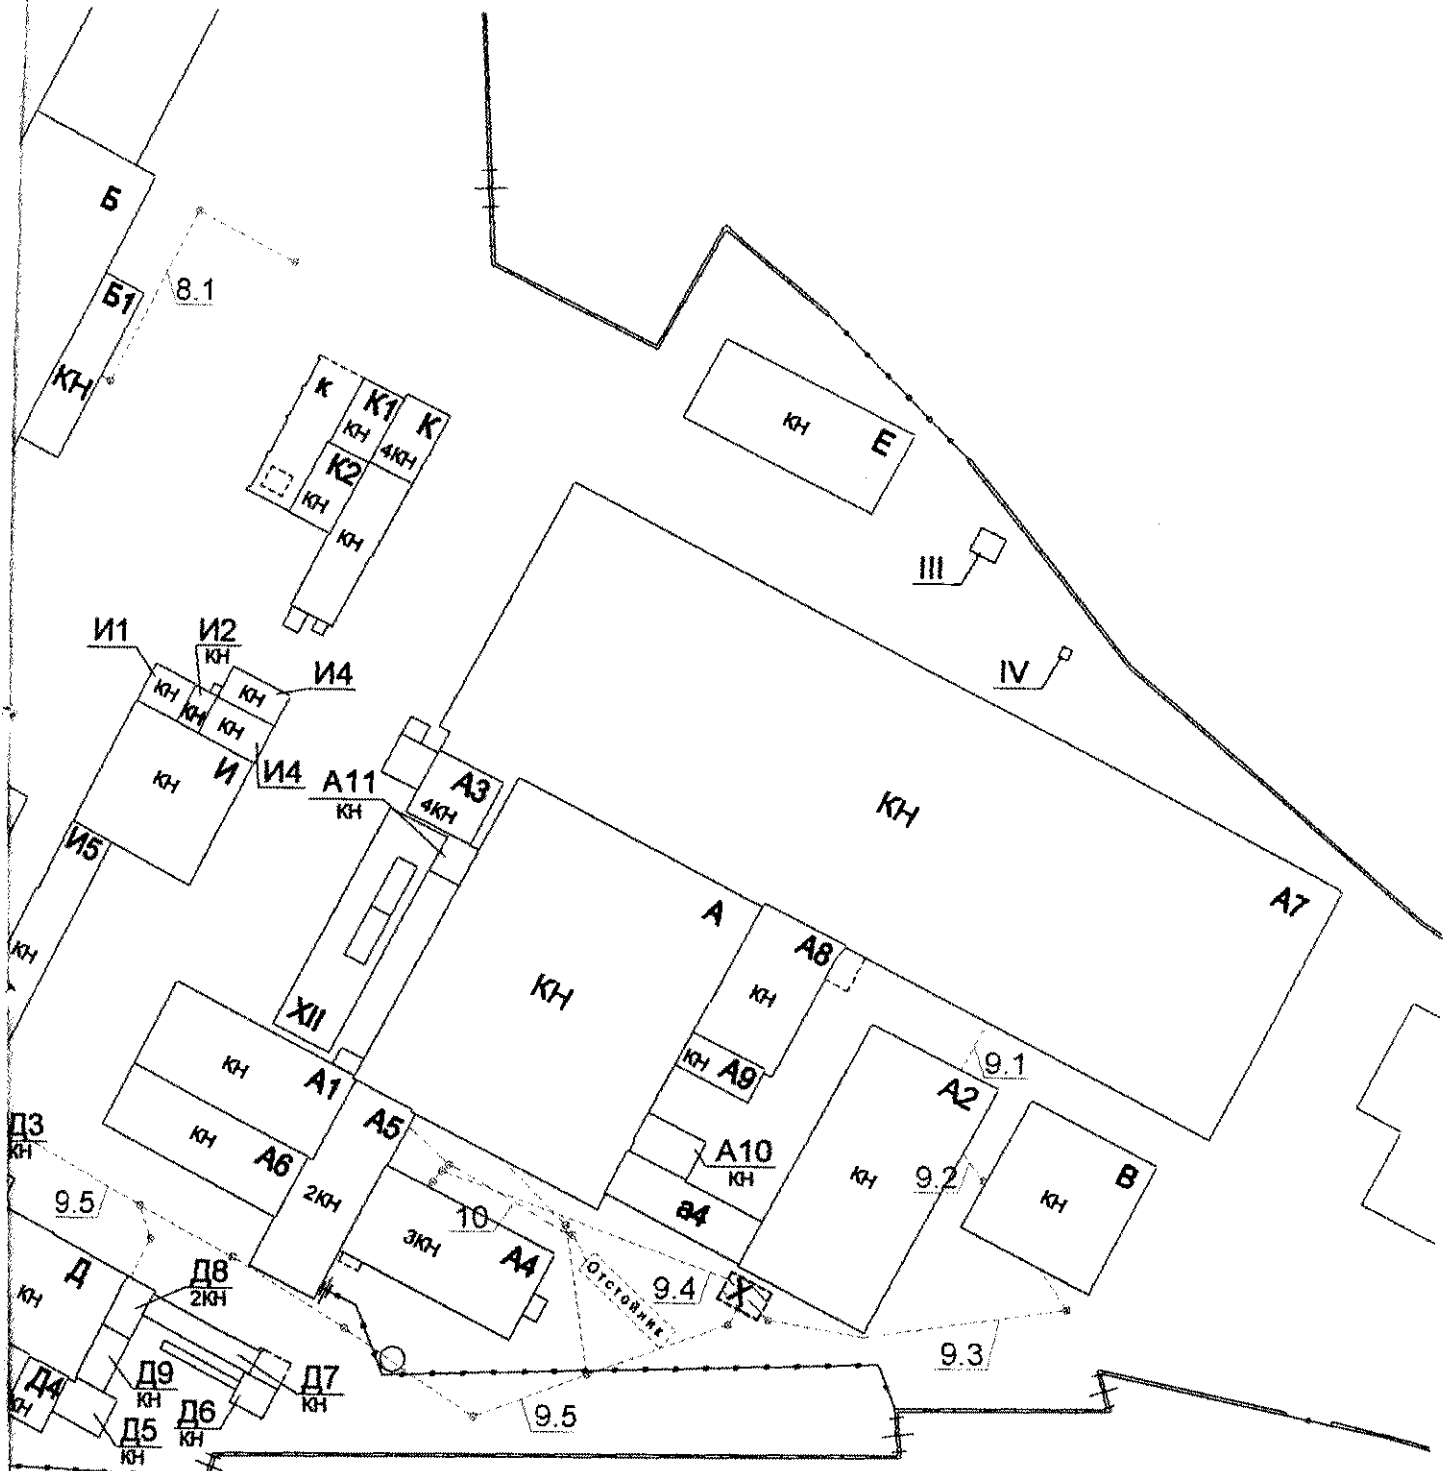 Б
Б1
8.1
КН
к
К1
К
КН
4КН
К2
КН
КН
КН
Е
III
IV
И1
И2
КН
И4
КН
КН
КН
КН
И
И4
КН
И5
КН
А11
КН
А3
4КН
КН
А7
А
КН
А8
КН
КН
А9
XII
КН
А1
КН
А6
А5
2КН
9.1
А2
КН
9.2
В
КН
А10
КН
а4
Д3
КН
9.5
10
3КН
А4
Отстойник
9.4
X
9.3
Д
КН
Д8
2КН
Д9
КН
Д7
КН
Д4
КН
Д5
КН
Д6
КН
9.5